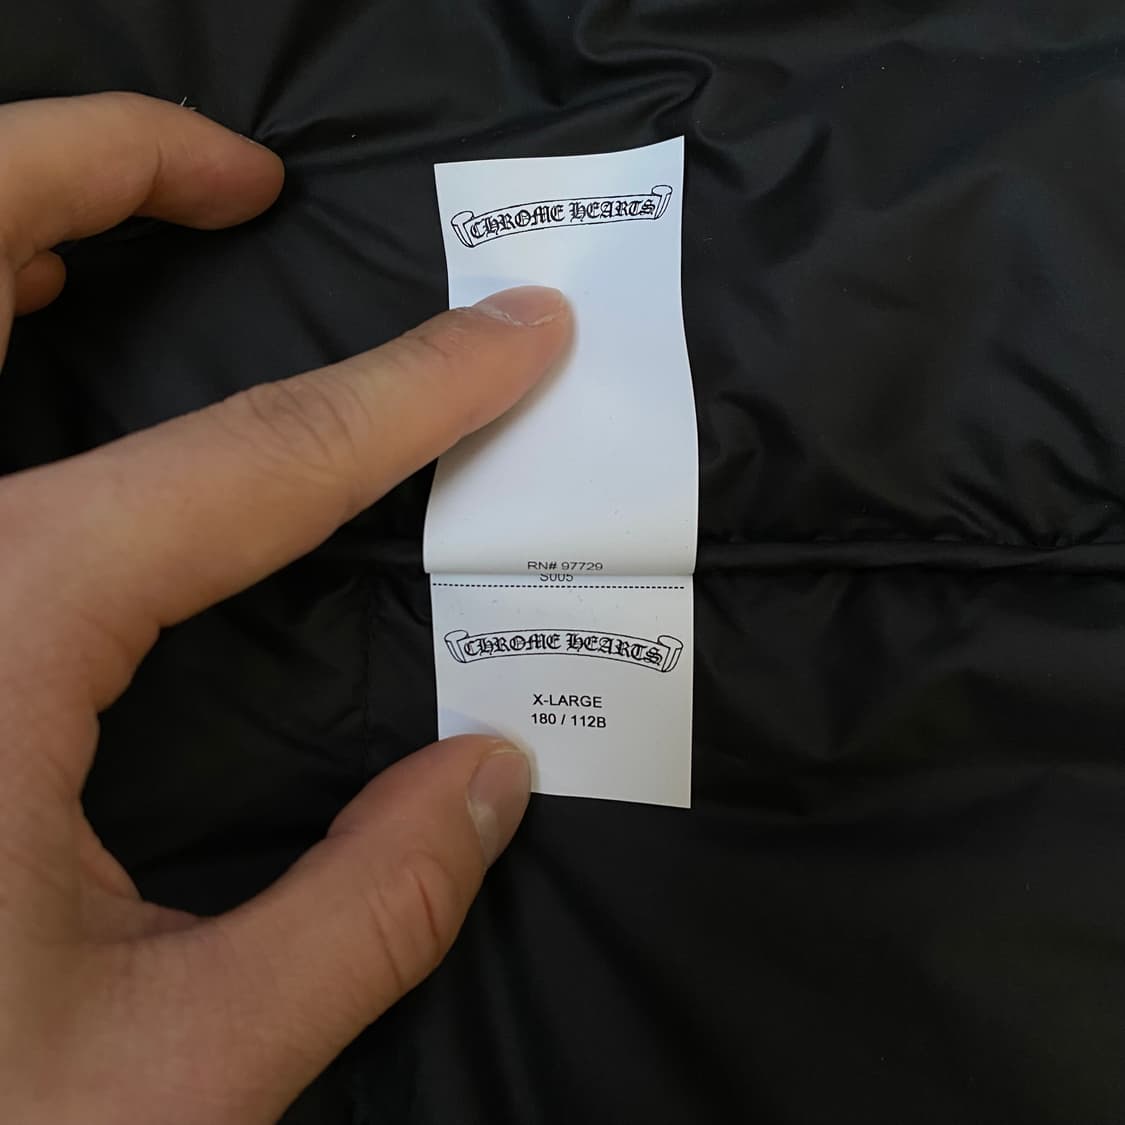 CHROME HEARTS
RN# 97729
S005
CHROME HEARTS
X-LARGE
180 / 112B